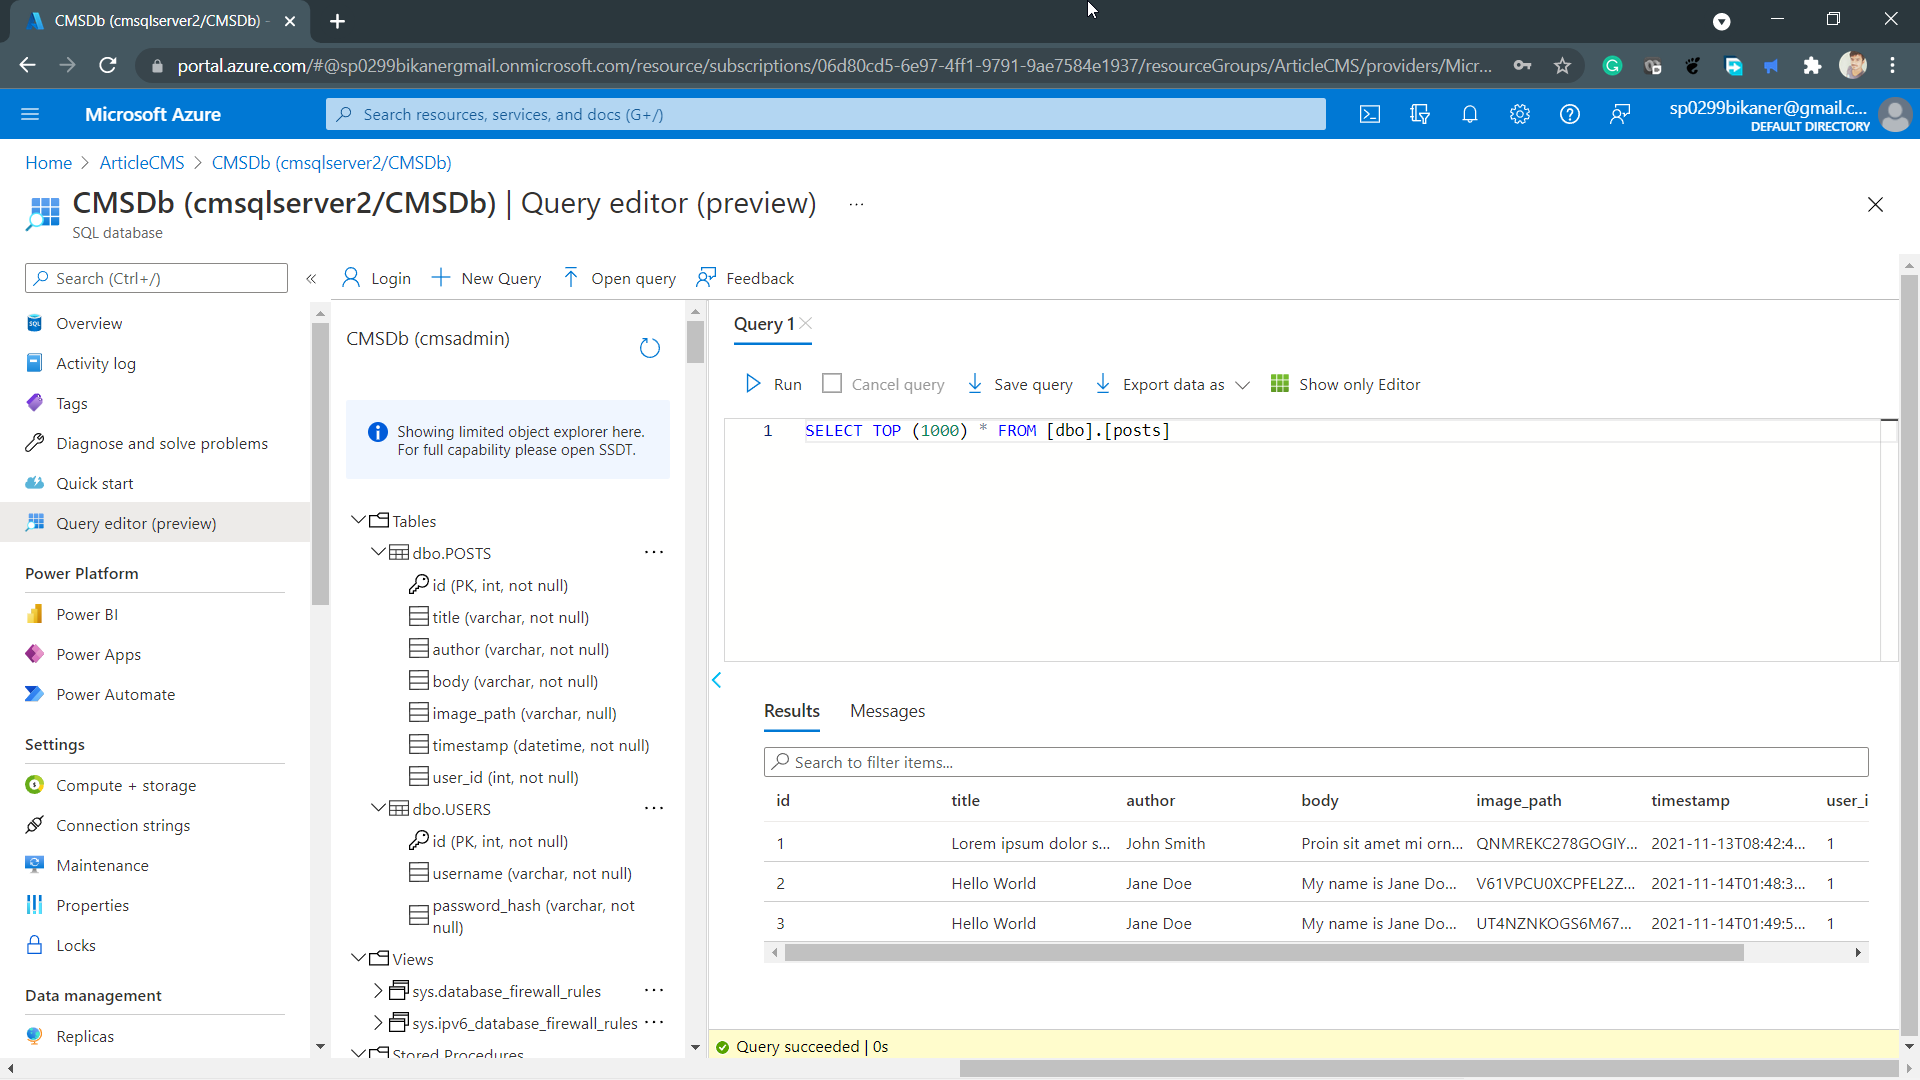 CMSDb (cmsqlserver2/CMSDb) -
portal.azure.com/#@sp0299bikanergmail.onmicrosoft.com/resource/subscriptions/06d80cd5-6e97-4ff1-9791-9ae7584e1937/resourceGroups/ArticleCMS/providers/Micr...
Microsoft Azure
Search resources, services, and docs (G+/)
sp0299bikaner@gmail.c...
DEFAULT DIRECTORY
Home > ArticleCMS > CMSDb (cmsqlserver2/CMSDb)
CMSDb (cmsqlserver2/CMSDb) | Query editor (preview) ...
SQL database
Search (Ctrl+/)
«
Overview
Activity log
Tags
Diagnose and solve problems
Quick start
Query editor (preview)
Power Platform
Power BI
Power Apps
Power Automate
Settings
Compute + storage
Connection strings
Maintenance
Properties
Locks
Data management
Replicas
Login New Query Open query Feedback
CMSDb (cmsadmin)
Showing limited object explorer here.
For full capability please open SSDT.
Tables
dbo.POSTS ...
id (PK, int, not null)
title (varchar, not null)
author (varchar, not null)
body (varchar, not null)
image_path (varchar, null)
timestamp (datetime, not null)
user_id (int, not null)
dbo.USERS ...
id (PK, int, not null)
username (varchar, not null)
password_hash (varchar, not
null)
Views
sys.database_firewall_rules ...
sys.ipv6_database_firewall_rules ...
Stored Procedures
Query 1
Run Cancel query Save query Export data as Show only Editor
1 SELECT TOP (1000) * FROM [dbo].[posts]
Results Messages
Search to filter items...
id title author body image_path timestamp user_i
1 Lorem ipsum dolor s... John Smith Proin sit amet mi orn... QNMREKC278GOGIY... 2021-11-13T08:42:4... 1
2 Hello World Jane Doe My name is Jane Do... V61VPCU0XCPFEL2Z... 2021-11-14T01:48:3... 1
3 Hello World Jane Doe My name is Jane Do... UT4NZNKOGS6M67... 2021-11-14T01:49:5... 1
Query succeeded | 0s